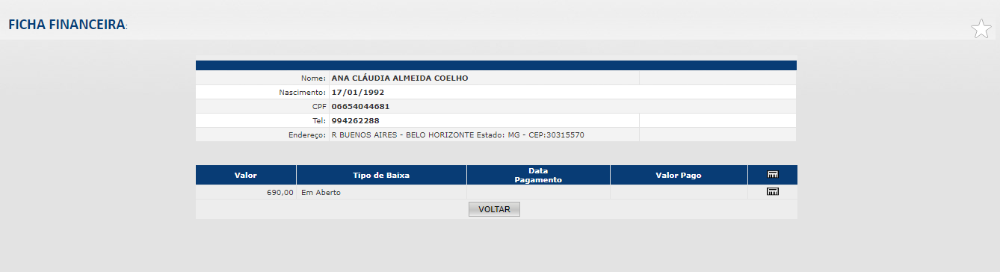 FICHA FINANCEIRA:
Nome: ANA CLÁUDIA ALMEIDA COELHO
Nascimento: 17/01/1992
CPF 06654044681
Tel: 994262288
Endereço: R BUENOS AIRES - BELO HORIZONTE Estado: MG - CEP:30315570
Valor Tipo de Baixa Data Pagamento Valor Pago
690,00 Em Aberto
VOLTAR